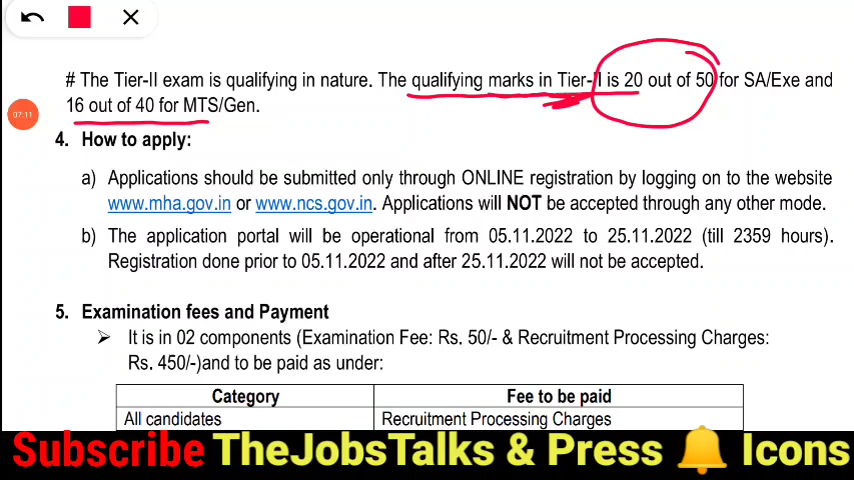 # The Tier-II exam is qualifying in nature. The qualifying marks in Tier-II is 20 out of 50 for SA/Exe and
16 out of 40 for MTS/Gen.
07:11
4. How to apply:
a) Applications should be submitted only through ONLINE registration by logging on to the website
www.mha.gov.in or www.ncs.gov.in. Applications will NOT be accepted through any other mode.
b) The application portal will be operational from 05.11.2022 to 25.11.2022 (till 2359 hours).
Registration done prior to 05.11.2022 and after 25.11.2022 will not be accepted.
5. Examination fees and Payment
➢ It is in 02 components (Examination Fee: Rs. 50/- & Recruitment Processing Charges:
Rs. 450/-)and to be paid as under:
Category Fee to be paid
All candidates Recruitment Processing Charges
Subscribe TheJobsTalks & Press 🔔 Icons